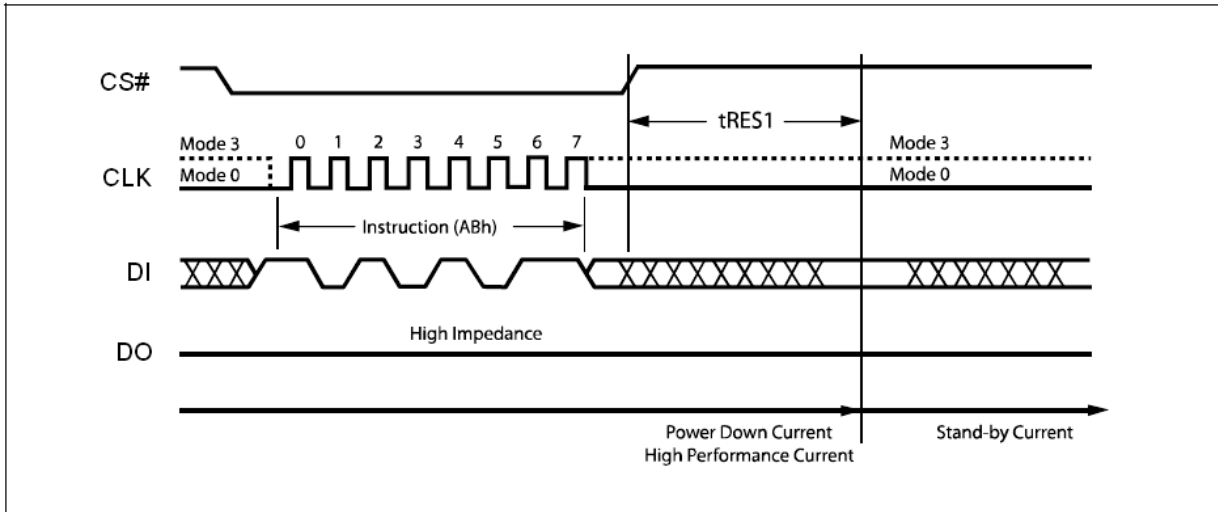 CS#
tRES1
Mode 3
0 1 2 3 4 5 6 7
Mode 3
CLK
Mode 0
Mode 0
Instruction (ABh)
DI
High Impedance
DO
Power Down Current
High Performance Current
Stand-by Current